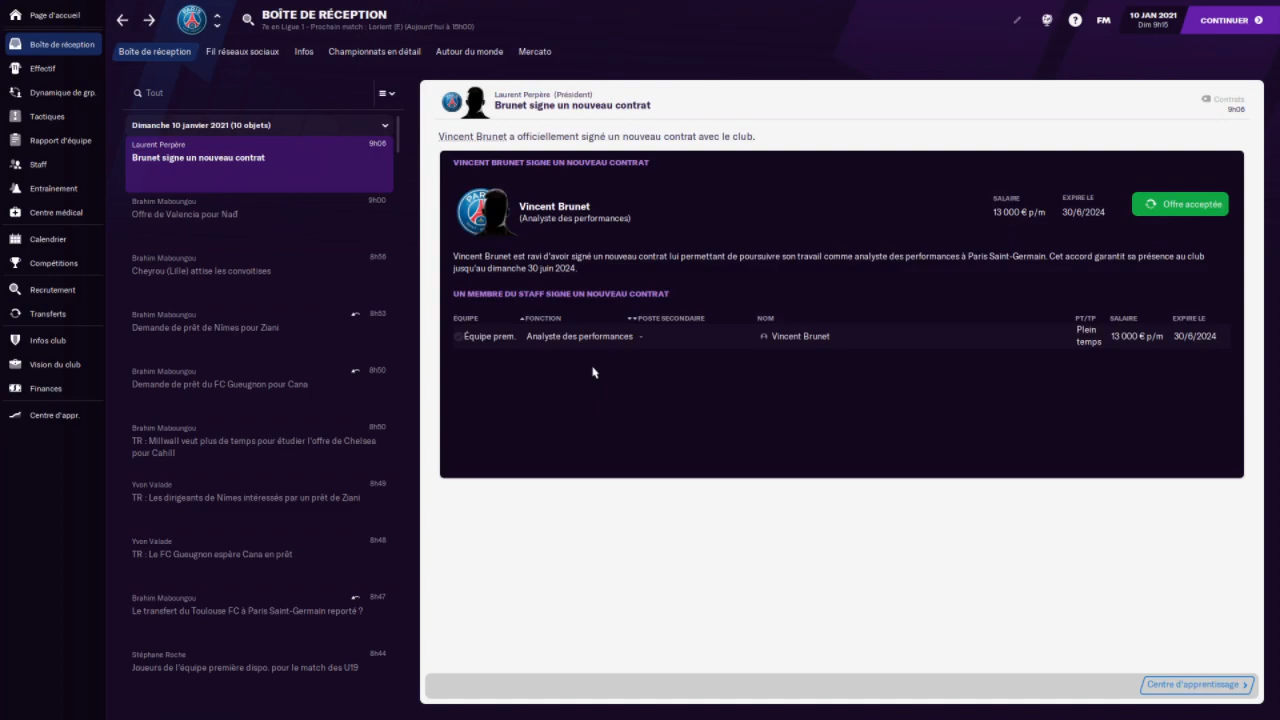 Page d'accueil
BOÎTE DE RÉCEPTION
7e en Ligue 1 - Prochain match : Lorient (E) (Aujourd'hui à 15h00)
FM
10 JAN 2021
Dim 9h15
CONTINUER
Boîte de réception
Effectif
Dynamique de grp.
Tactiques
Rapport d'équipe
Staff
Entraînement
Centre médical
Calendrier
Compétitions
Recrutement
Transferts
Infos club
Vision du club
Finances
Centre d'appr.
Boîte de réception
Fil réseaux sociaux
Infos
Championnats en détail
Autour du monde
Mercato
Tout
Dimanche 10 janvier 2021 (10 objets)
Laurent Perpère 9h06
Brunet signe un nouveau contrat
Brahim Maboungou 9h00
Offre de Valencia pour Nađ
Brahim Maboungou 8h56
Cheyrou (Lille) attise les convoitises
Brahim Maboungou 8h53
Demande de prêt de Nîmes pour Ziani
Brahim Maboungou 8h50
Demande de prêt du FC Gueugnon pour Cana
Brahim Maboungou 8h50
TR : Millwall veut plus de temps pour étudier l'offre de Chelsea
pour Cahill
Yvon Valade 8h49
TR : Les dirigeants de Nîmes intéressés par un prêt de Ziani
Yvon Valade 8h48
TR : Le FC Gueugnon espère Cana en prêt
Brahim Maboungou 8h47
Le transfert du Toulouse FC à Paris Saint-Germain reporté ?
Stéphane Roche 8h44
Joueurs de l'équipe première dispo. pour le match des U19
Laurent Perpère (Président)
Brunet signe un nouveau contrat
Contrats
9h06
Vincent Brunet a officiellement signé un nouveau contrat avec le club.
VINCENT BRUNET SIGNE UN NOUVEAU CONTRAT
PARIS
Vincent Brunet
(Analyste des performances)
SALAIRE
13 000 € p/m
EXPIRE LE
30/6/2024
Offre acceptée
Vincent Brunet est ravi d'avoir signé un nouveau contrat lui permettant de poursuivre son travail comme analyste des performances à Paris Saint-Germain. Cet accord garantit sa présence au club
jusqu'au dimanche 30 juin 2024.
UN MEMBRE DU STAFF SIGNE UN NOUVEAU CONTRAT
ÉQUIPE FONCTION POSTE SECONDAIRE NOM PT/TP SALAIRE EXPIRE LE
Équipe prem. Analyste des performances - Vincent Brunet Plein temps 13 000 € p/m 30/6/2024
Centre d'apprentissage